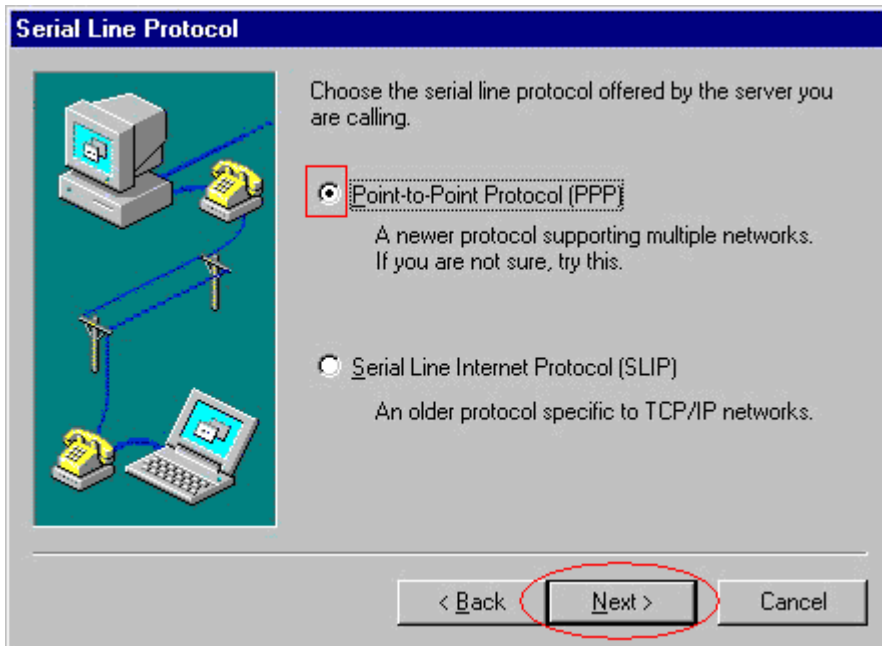 Serial Line Protocol
Choose the serial line protocol offered by the server you
are calling.
Point-to-Point Protocol (PPP)
A newer protocol supporting multiple networks.
If you are not sure, try this.
Serial Line Internet Protocol (SLIP)
An older protocol specific to TCP/IP networks.
< Back
Next >
Cancel